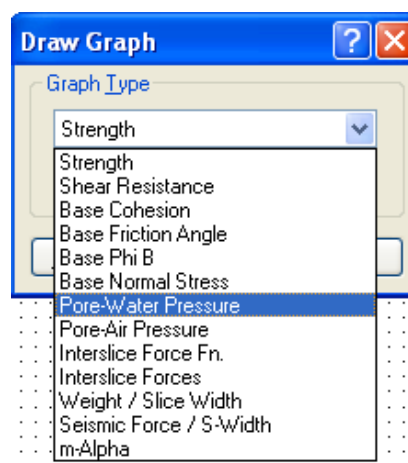 Draw Graph
Graph Type
Strength
Strength
Shear Resistance
Base Cohesion
Base Friction Angle
Base Phi B
Base Normal Stress
Pore-Water Pressure
Pore-Air Pressure
Interslice Force Fn.
Interslice Forces
Weight / Slice Width
Seismic Force / S-Width
m-Alpha